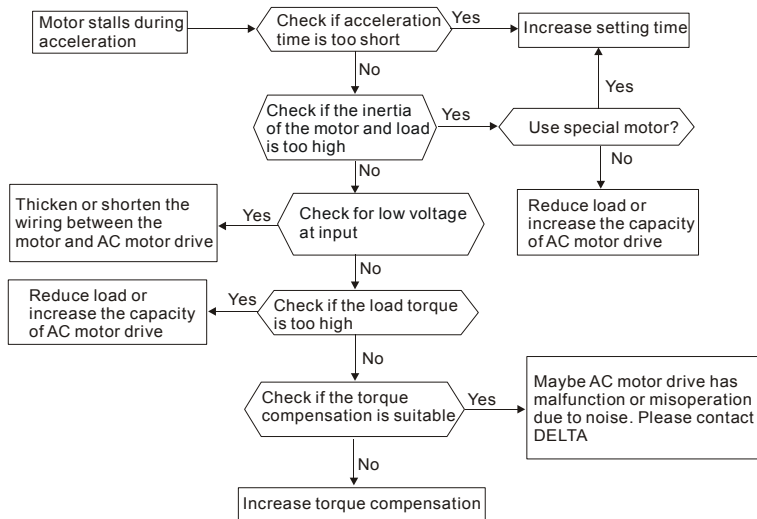 Motor stalls during
acceleration
Check if acceleration
time is too short
Yes
Increase setting time
No
Yes
Check if the inertia
of the motor and load
is too high
Yes
Use special motor?
No
No
Thicken or shorten the
wiring between the
motor and AC motor drive
Yes
Check for low voltage
at input
Reduce load or
increase the capacity
of AC motor drive
No
Reduce load or
increase the capacity
of AC motor drive
Yes
Check if the load torque
is too high
No
Check if the torque
compensation is suitable
Yes
Maybe AC motor drive has
malfunction or misoperation
due to noise. Please contact
DELTA
No
Increase torque compensation